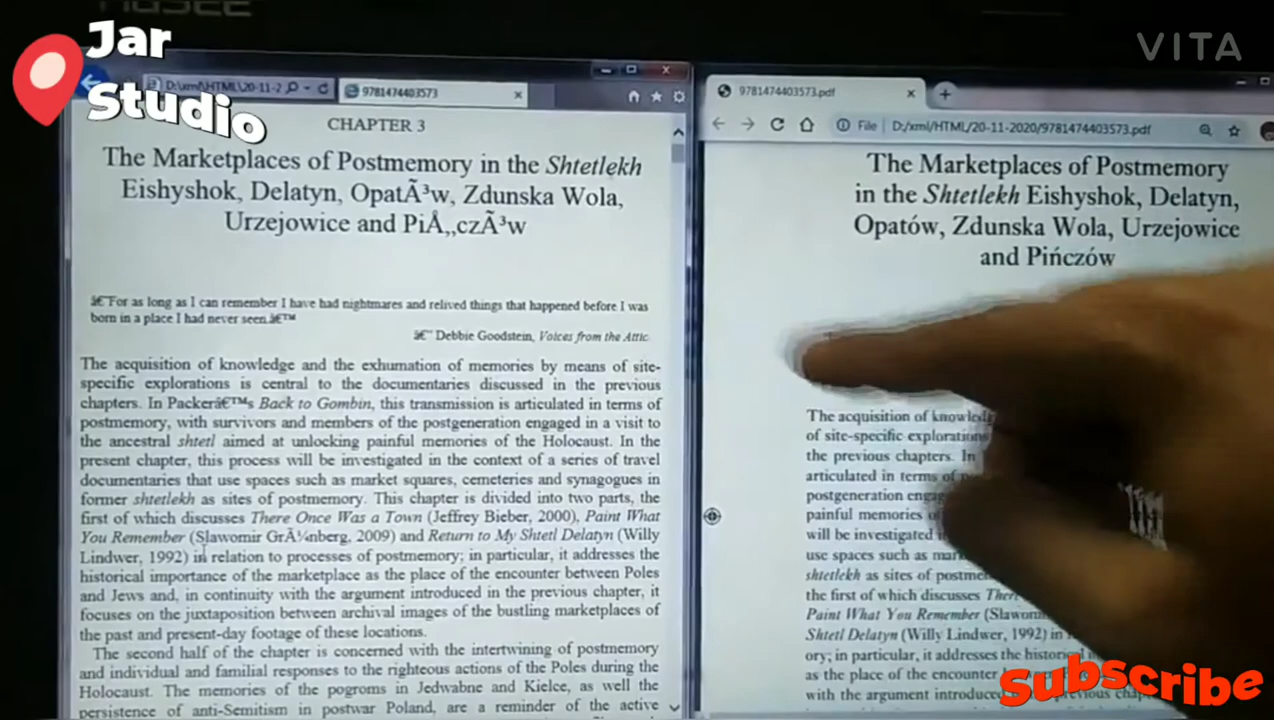 Jar
Studio
VITA
D:\xml\HTML\20-11-2
9781474403573
CHAPTER 3
The Marketplaces of Postmemory in the Shtetlekh
Eishyshok, Delatyn, OpatÃ³w, Zdunska Wola,
Urzejowice and PiÅ„czÃ³w
â€˜For as long as I can remember I have had nightmares and relived things that happened before I was
born in a place I had never seen.â€™
â€“ Debbie Goodstein, Voices from the Attic
The acquisition of knowledge and the exhumation of memories by means of site-
specific explorations is central to the documentaries discussed in the previous
chapters. In Packerâ€™s Back to Gombin, this transmission is articulated in terms of
postmemory, with survivors and members of the postgeneration engaged in a visit to
the ancestral shtetl aimed at unlocking painful memories of the Holocaust. In the
present chapter, this process will be investigated in the context of a series of travel
documentaries that use spaces such as market squares, cemeteries and synagogues in
former shtetlekh as sites of postmemory. This chapter is divided into two parts, the
first of which discusses There Once Was a Town (Jeffrey Bieber, 2000), Paint What
You Remember (Slawomir GrÃ¼nberg, 2009) and Return to My Shtetl Delatyn (Willy
Lindwer, 1992) in relation to processes of postmemory; in particular, it addresses the
historical importance of the marketplace as the place of the encounter between Poles
and Jews and, in continuity with the argument introduced in the previous chapter, it
focuses on the juxtaposition between archival images of the bustling marketplaces of
the past and present-day footage of these locations.
The second half of the chapter is concerned with the intertwining of postmemory
and individual and familial responses to the righteous actions of the Poles during the
Holocaust. The memories of the pogroms in Jedwabne and Kielce, as well the
persistence of anti-Semitism in postwar Poland, are a reminder of the active
9781474403573.pdf
File D:/xml/HTML/20-11-2020/9781474403573.pdf
The Marketplaces of Postmemory
in the Shtetlekh Eishyshok, Delatyn,
Opatów, Zdunska Wola, Urzejowice
and Pińczów
The acquisition of
of site-specific explorations
the previous chapters. In
articulated in terms of
postgeneration
painful memories
will be investigated
use spaces such as
shtetlekh as sites of
the first of which discusses
Paint What You Remember
Shtetl Delatyn (Willy Lindwer, 1992) in
ory; in particular, it addresses the
as the place of the encounter
with the argument introduced
Subscribe